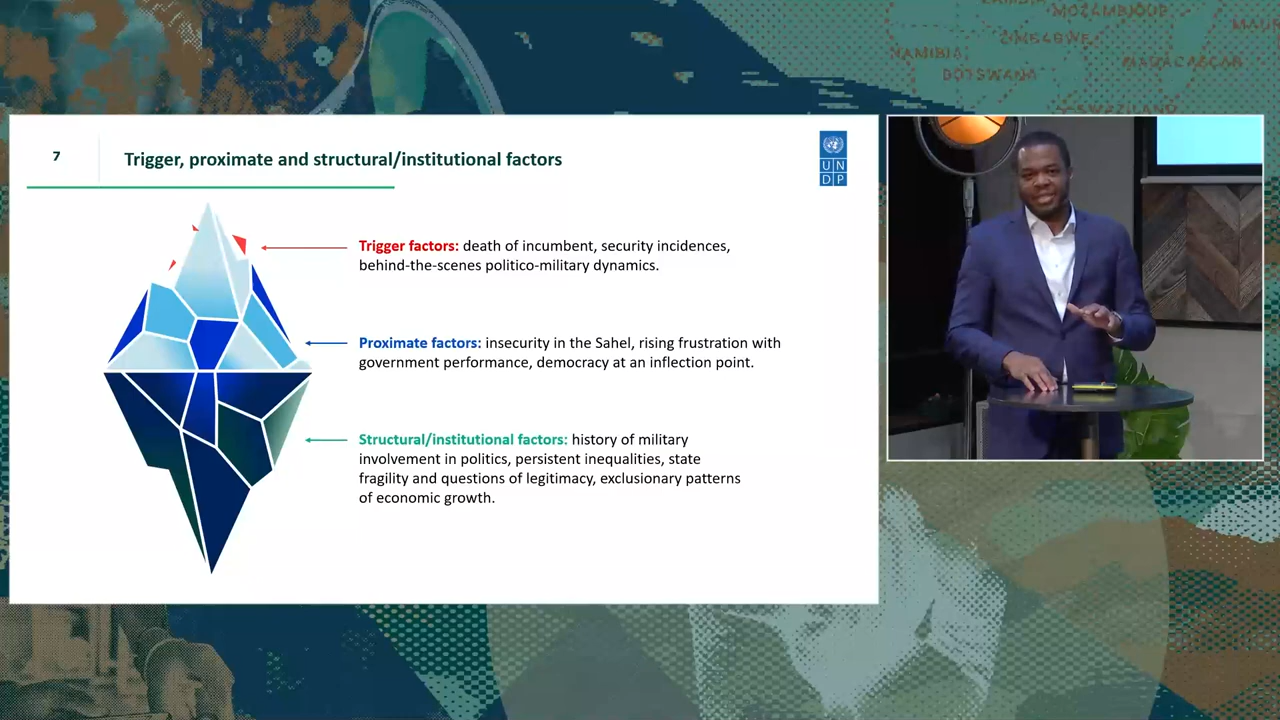 MOZAMBIQUE
ZIMBABWE
NAMIBIA
BOTSWANA
MADAGASCAR
SWAZILAND
7
Trigger, proximate and structural/institutional factors
UN
DP
Trigger factors: death of incumbent, security incidences,
behind-the-scenes politico-military dynamics.
Proximate factors: insecurity in the Sahel, rising frustration with
government performance, democracy at an inflection point.
Structural/institutional factors: history of military
involvement in politics, persistent inequalities, state
fragility and questions of legitimacy, exclusionary patterns
of economic growth.